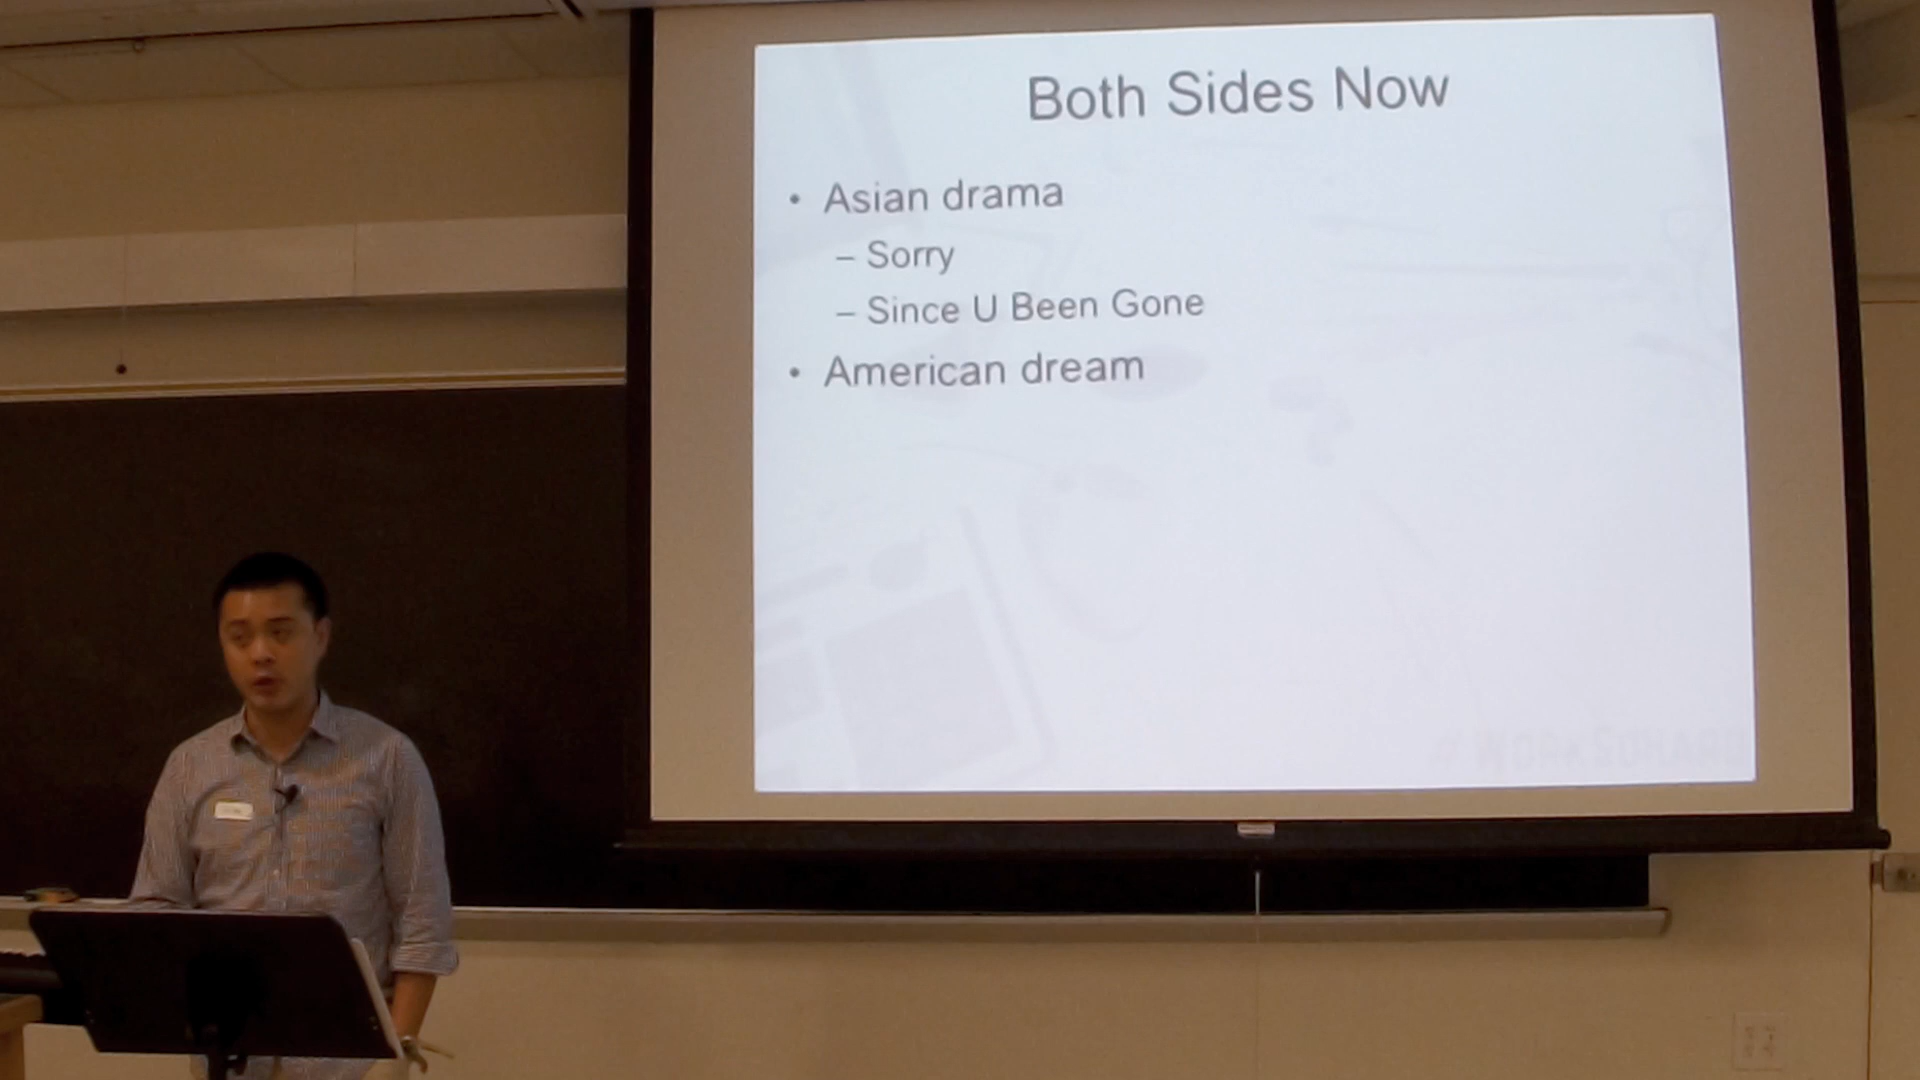 Both Sides Now
• Asian drama
– Sorry
– Since U Been Gone
• American dream